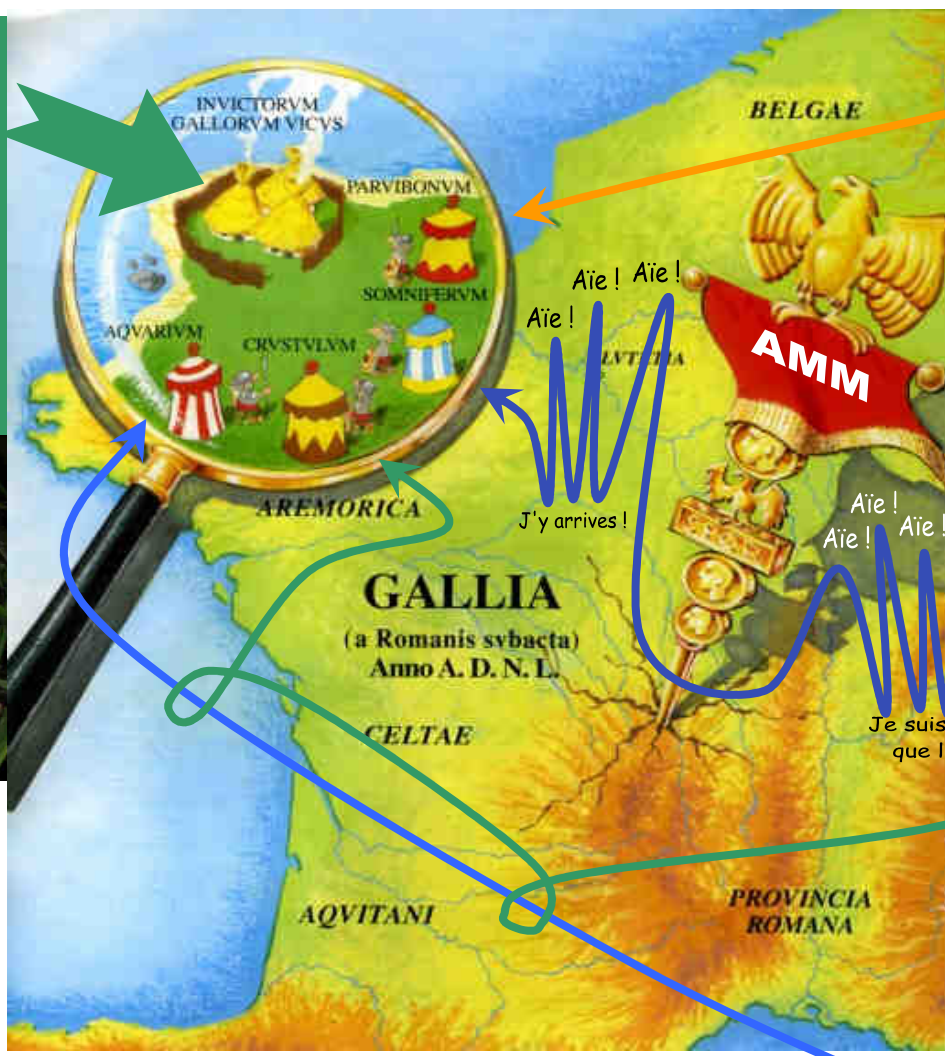 INVICTORVM
GALLORVM VICVS
BELGAE
PARVIBONVM
SOMNIFERVM
AQVARIVM
CRVSTVLVM
Aïe !
Aïe !
Aïe !
LVTETIA
AMM
AREMORICA
J'y arrives !
Aïe !
Aïe !
Aïe !
GALLIA
(a Romanis svbacta)
Anno A. D. N. L.
CELTAE
Je suis
que l
AQVITANI
PROVINCIA
ROMANA